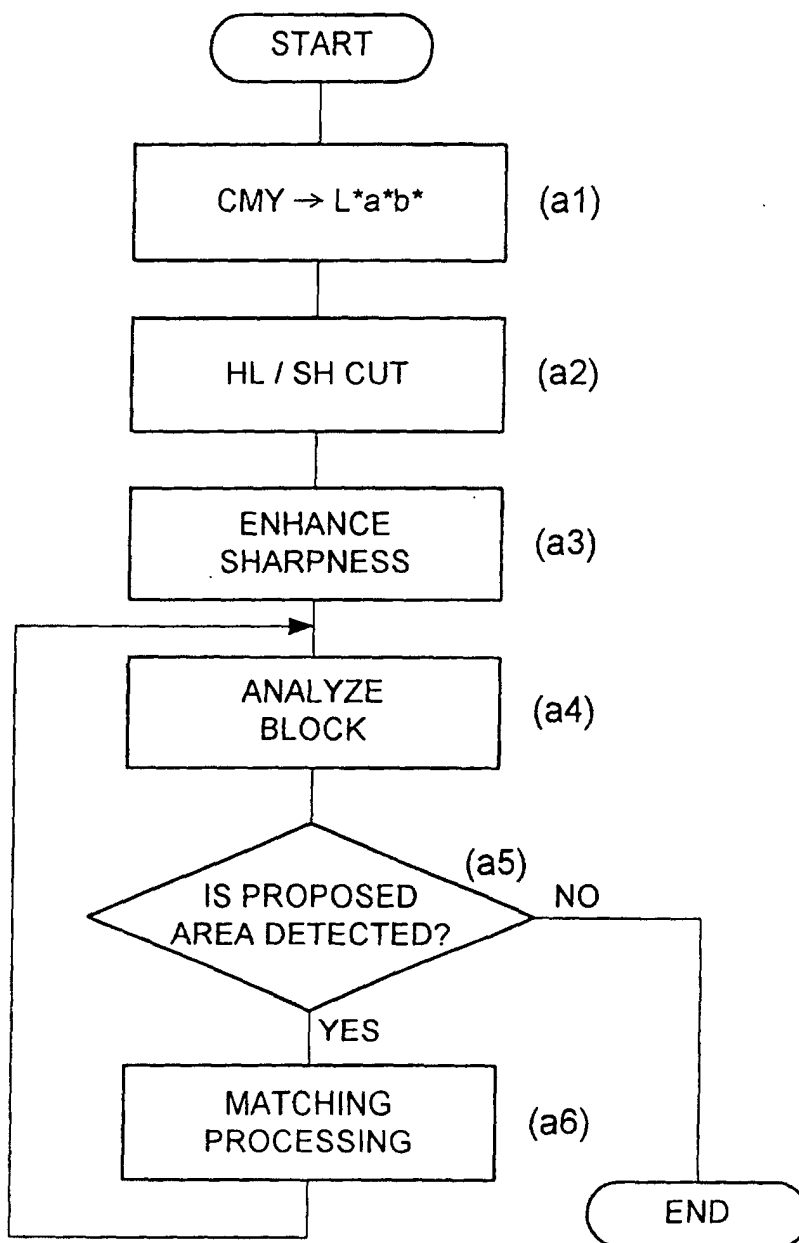 START
CMY → L*a*b*
(a1)
HL / SH CUT
(a2)
ENHANCE
SHARPNESS
(a3)
ANALYZE
BLOCK
(a4)
(a5)
IS PROPOSED
AREA DETECTED?
NO
YES
MATCHING
PROCESSING
(a6)
END